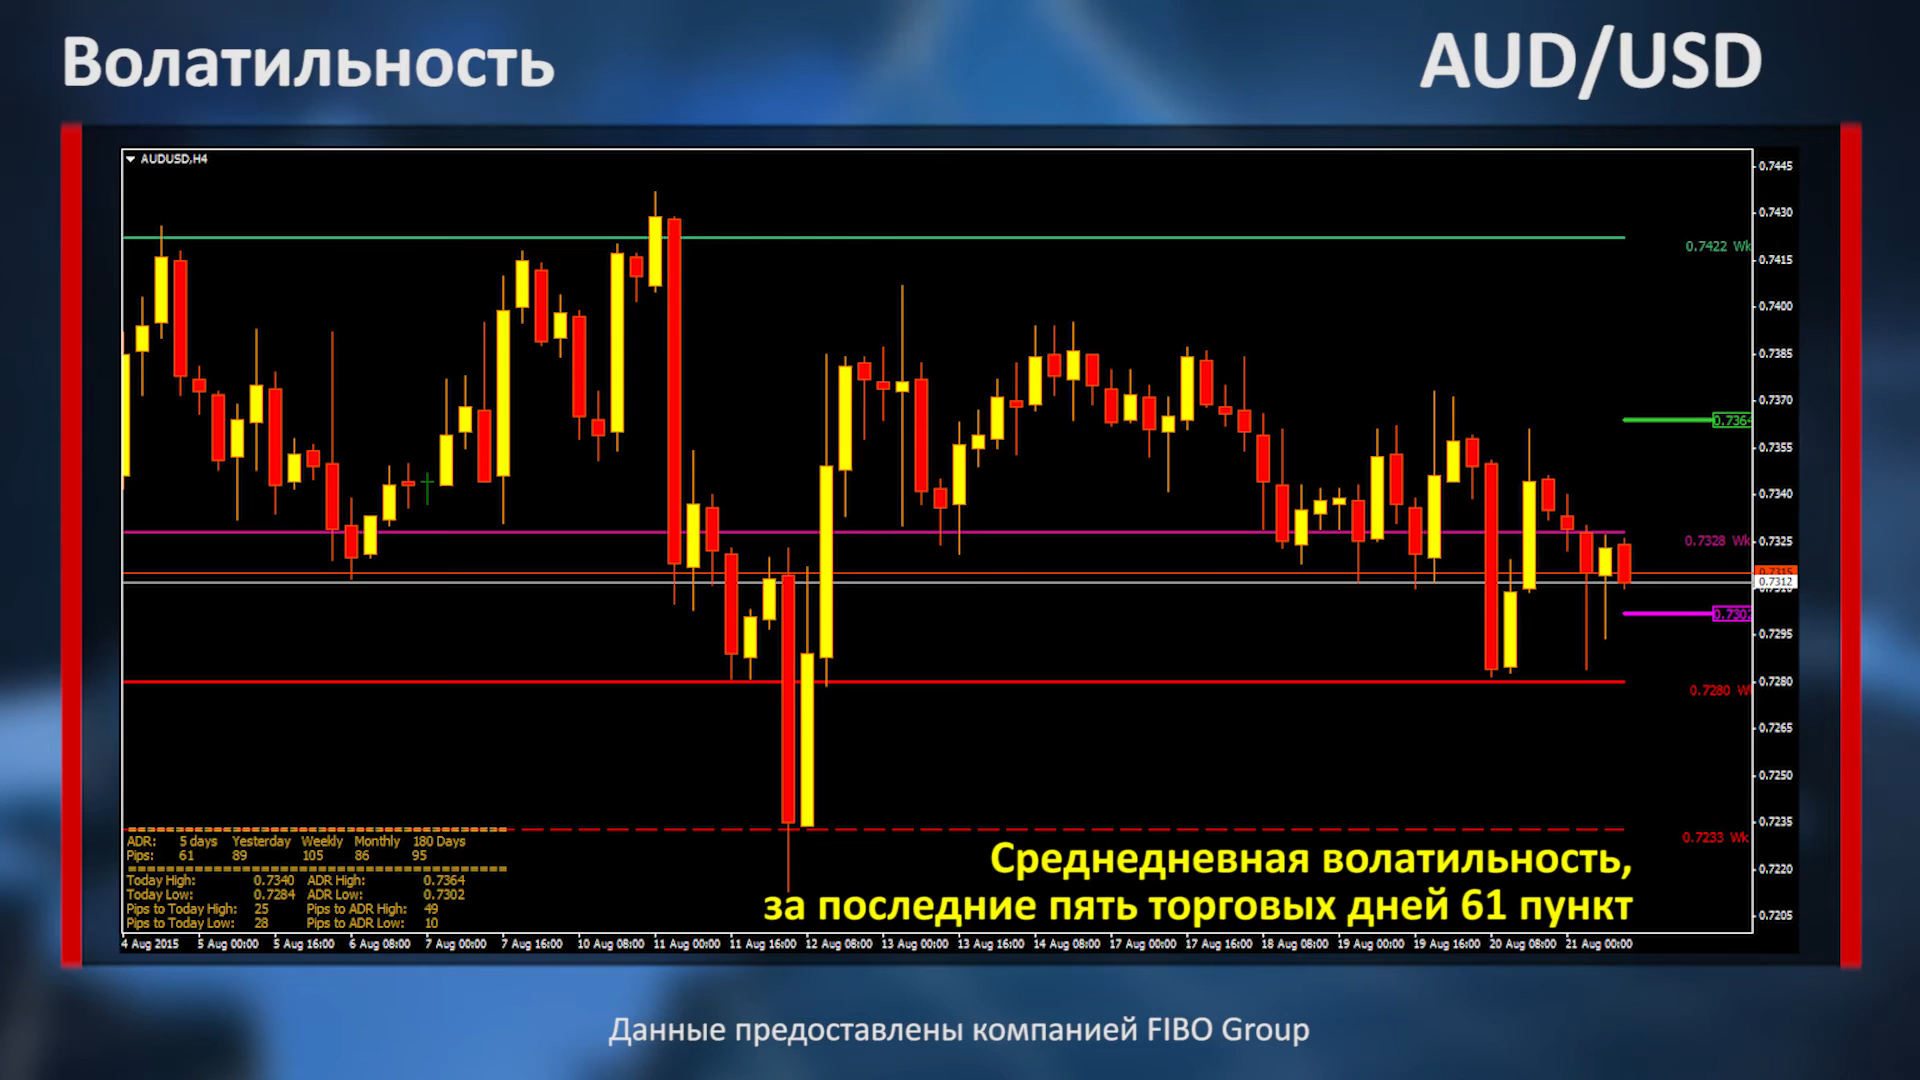 Волатильность
AUD/USD
AUDUSD,H4
0.7445
0.7430
0.7422 Wk
0.7415
0.7400
0.7385
0.7370
0.7364
0.7355
0.7340
0.7328 Wk
0.7325
0.7315
0.7312
0.7302
0.7295
0.7280 W
0.7280
0.7265
0.7250
0.7235
0.7233 Wk
0.7220
0.7205
ADR: 5 days Yesterday Weekly Monthly 180 Days
Pips: 61 89 105 86 95
Today High: 0.7340 ADR High: 0.7364
Today Low: 0.7284 ADR Low: 0.7302
Pips to Today High: 25 Pips to ADR High: 49
Pips to Today Low: 28 Pips to ADR Low: 10
Среднедневная волатильность,
за последние пять торговых дней 61 пункт
4 Aug 2015 5 Aug 00:00 5 Aug 16:00 6 Aug 08:00 7 Aug 00:00 7 Aug 16:00 10 Aug 08:00 11 Aug 00:00 11 Aug 16:00 12 Aug 08:00 13 Aug 00:00 13 Aug 16:00 14 Aug 08:00 17 Aug 00:00 17 Aug 16:00 18 Aug 08:00 19 Aug 00:00 19 Aug 16:00 20 Aug 08:00 21 Aug 00:00
Данные предоставлены компанией FIBO Group